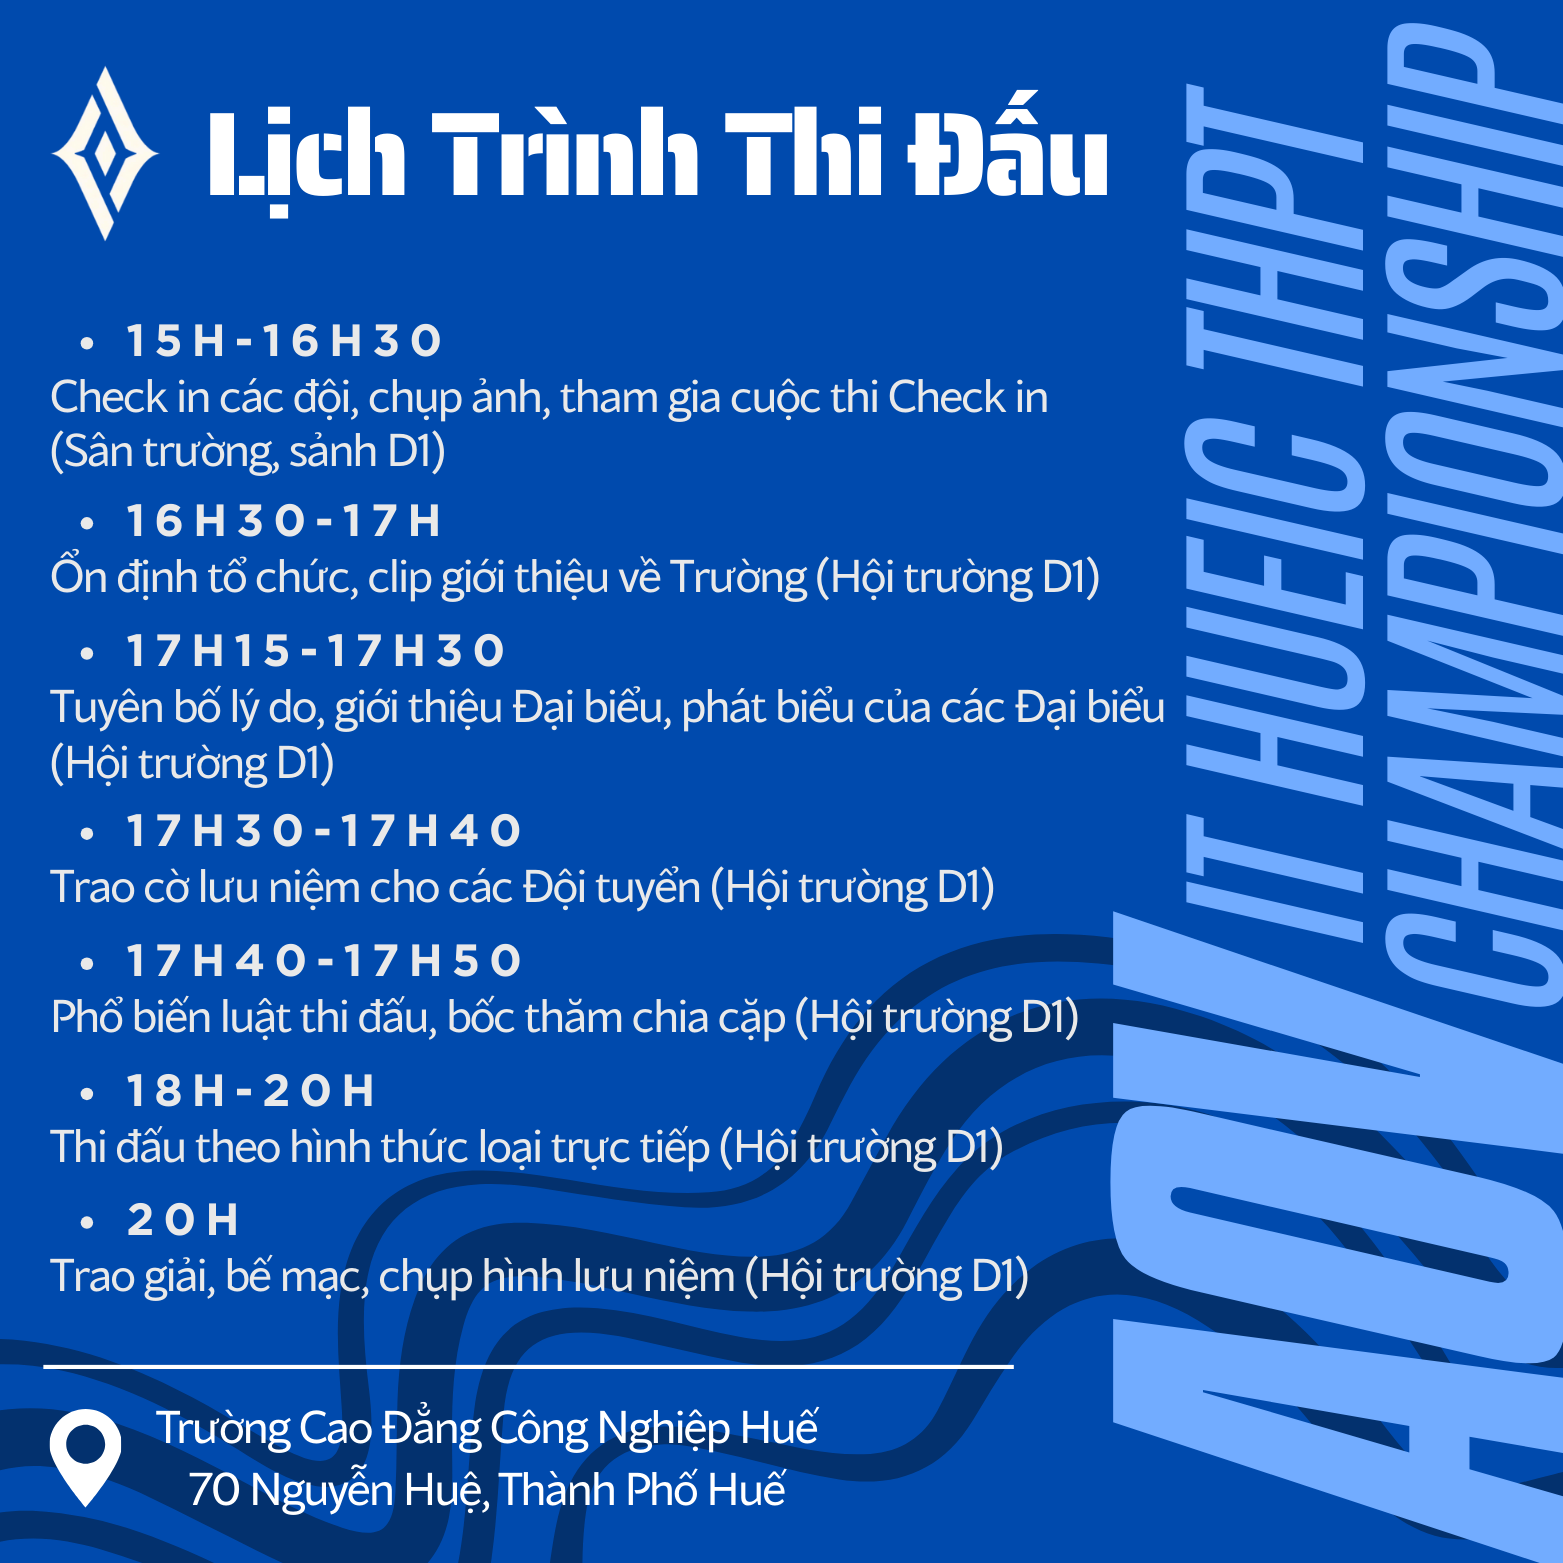 Lịch Trình Thi Đấu
• 15H-16H30
Check in các đội, chụp ảnh, tham gia cuộc thi Check in
(Sân trường, sảnh D1)
• 16H30-17H
Ổn định tổ chức, clip giới thiệu về Trường (Hội trường D1)
• 17H15-17H30
Tuyên bố lý do, giới thiệu Đại biểu, phát biểu của các Đại biểu
(Hội trường D1)
• 17H30-17H40
Trao cờ lưu niệm cho các Đội tuyển (Hội trường D1)
• 17H40-17H50
Phổ biến luật thi đấu, bốc thăm chia cặp (Hội trường D1)
• 18H-20H
Thi đấu theo hình thức loại trực tiếp (Hội trường D1)
• 20H
Trao giải, bế mạc, chụp hình lưu niệm (Hội trường D1)
Trường Cao Đẳng Công Nghiệp Huế
70 Nguyễn Huệ, Thành Phố Huế
AOV
IT HUEIC THPT
CHAMPIONSHIP